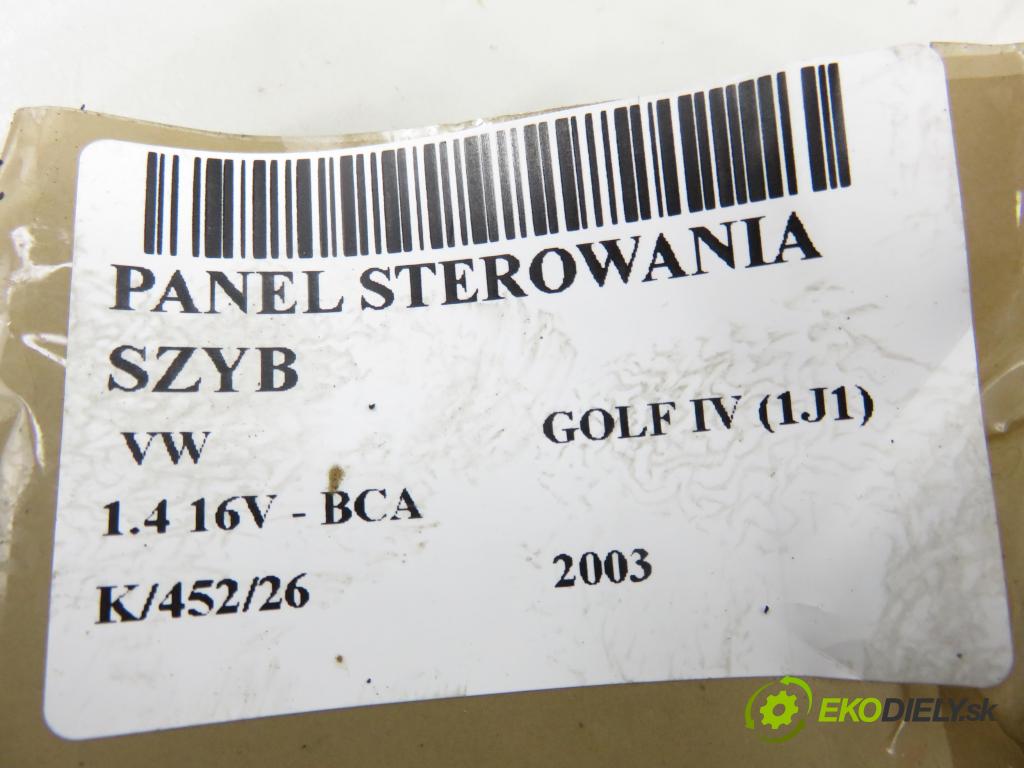 PANEL STEROWANIA
SZYB
VW GOLF IV (1J1)
1.4 16V - BCA
K/452/26 2003
EKODIELY.sk